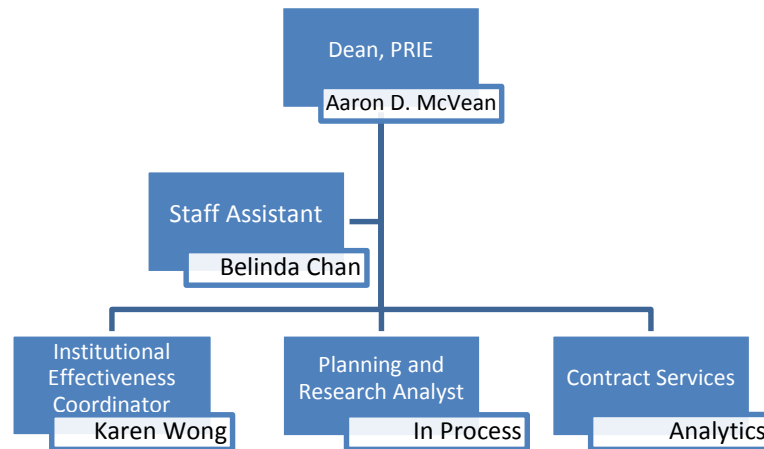 Dean, PRIE
Aaron D. McVean
Staff Assistant
Belinda Chan
Institutional
Effectiveness
Coordinator
Karen Wong
Planning and
Research Analyst
In Process
Contract Services
Analytics